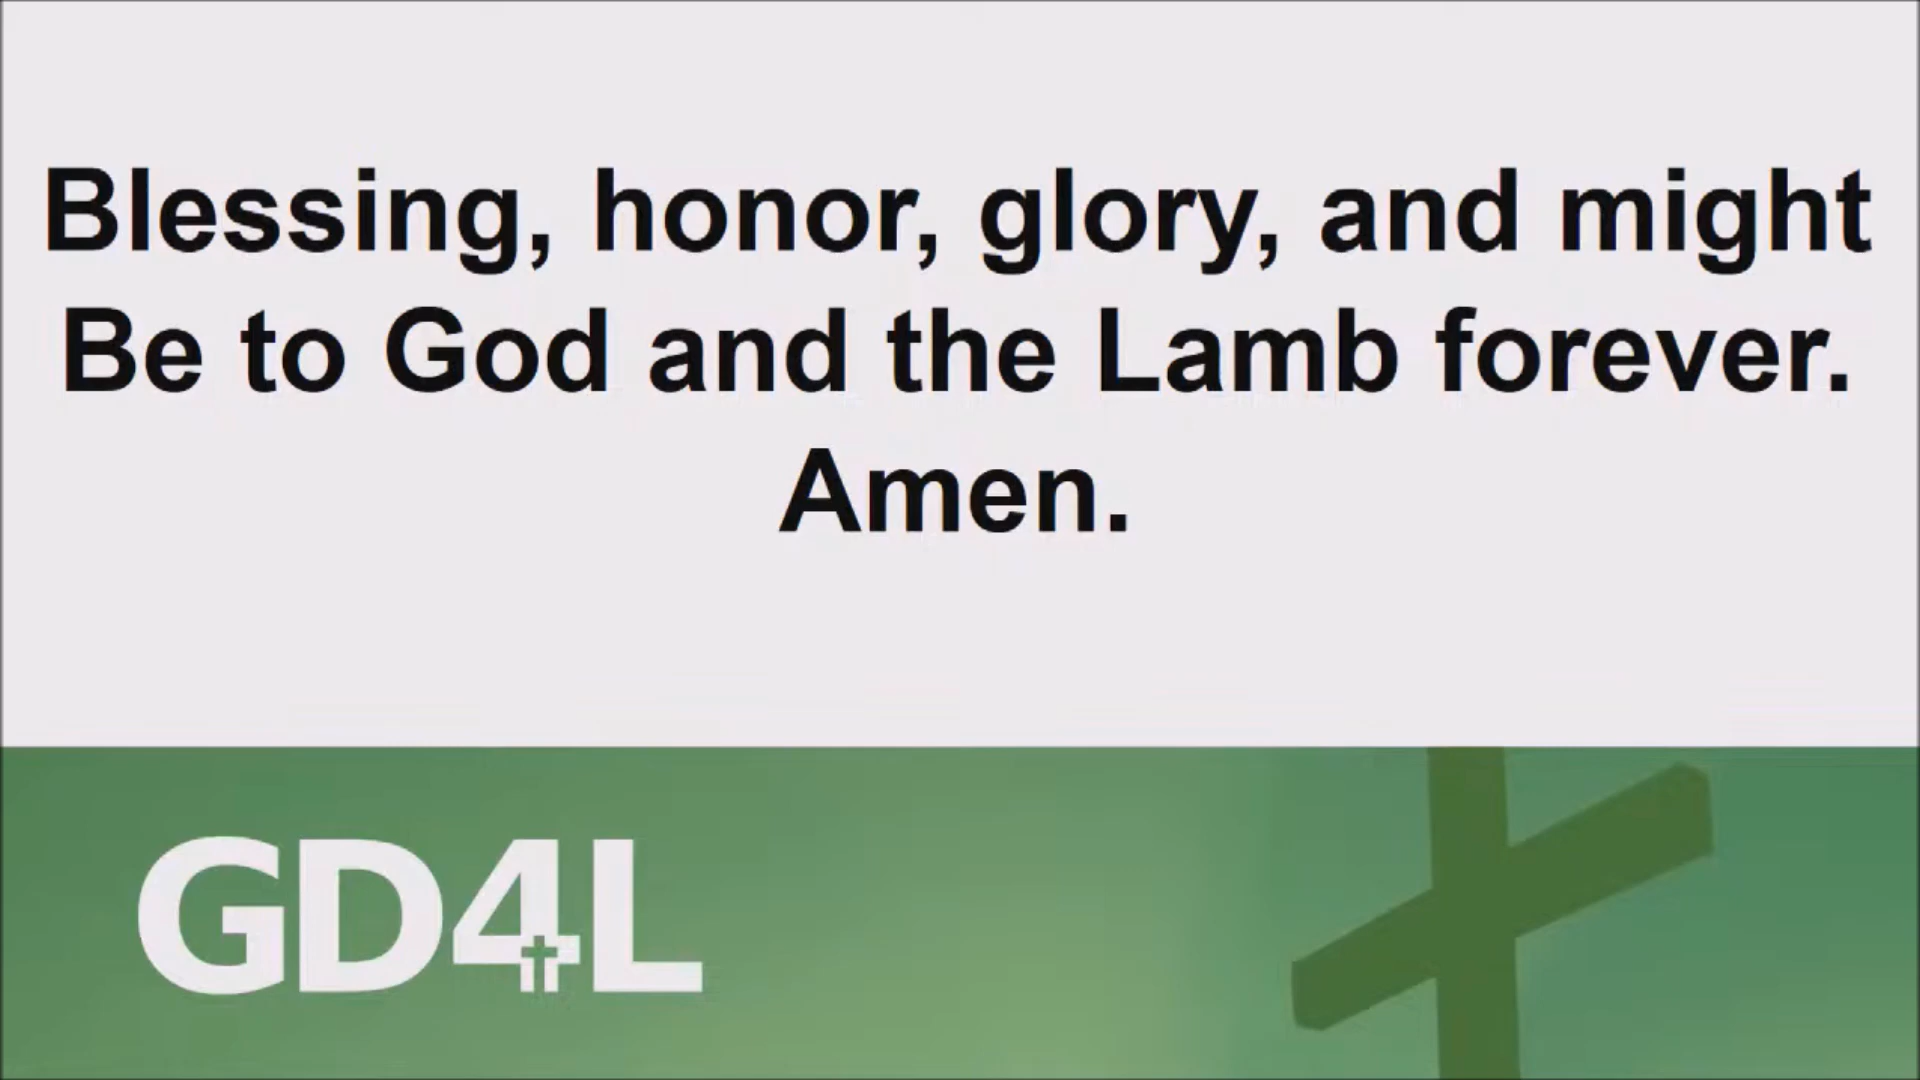 Blessing, honor, glory, and might
Be to God and the Lamb forever.
Amen.
GD4L